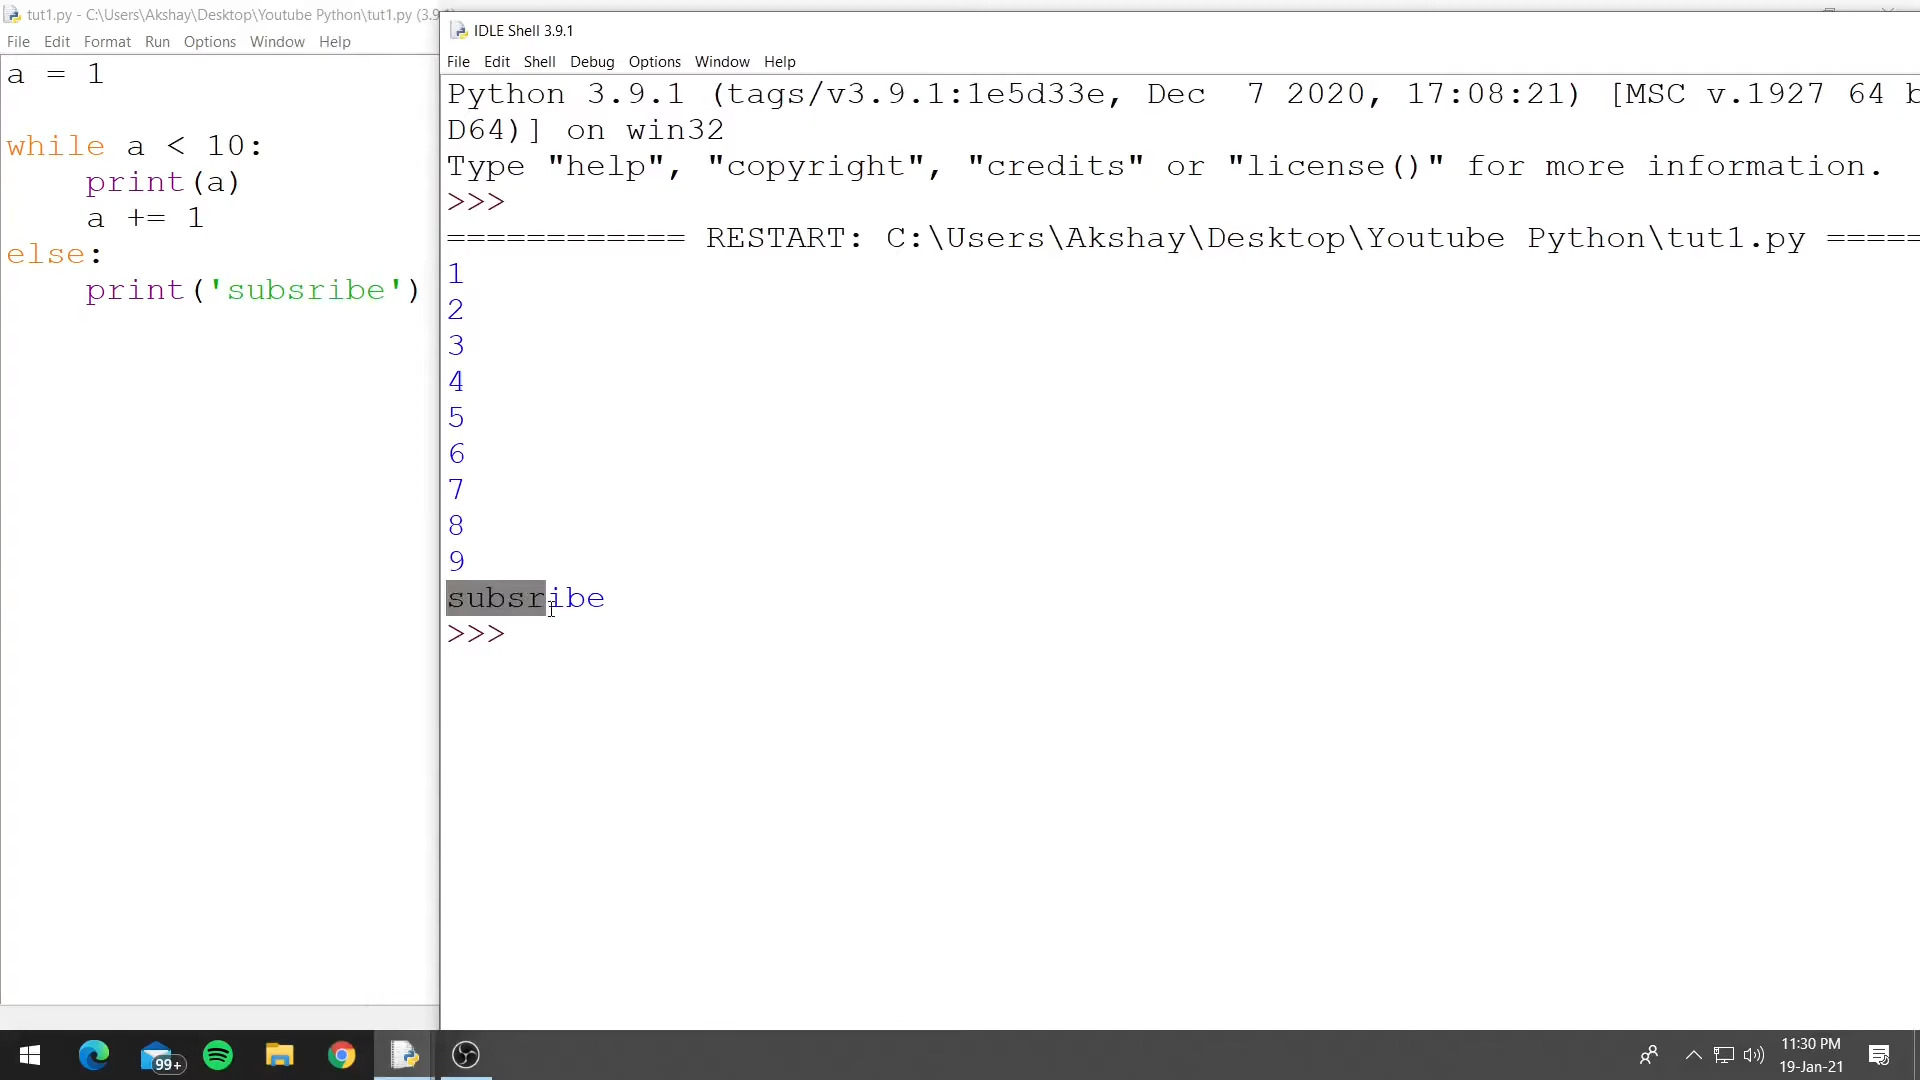 tut1.py - C:\Users\Akshay\Desktop\Youtube Python\tut1.py (3.9.
File Edit Format Run Options Window Help
a = 1
while a < 10:
    print(a)
    a += 1
else:
    print('subsribe')
IDLE Shell 3.9.1
File Edit Shell Debug Options Window Help
Python 3.9.1 (tags/v3.9.1:1e5d33e, Dec  7 2020, 17:08:21) [MSC v.1927 64 b
D64)] on win32
Type "help", "copyright", "credits" or "license()" for more information.
>>>
============ RESTART: C:\Users\Akshay\Desktop\Youtube Python\tut1.py =====
1
2
3
4
5
6
7
8
9
subsribe
>>>
99+
11:30 PM
19-Jan-21